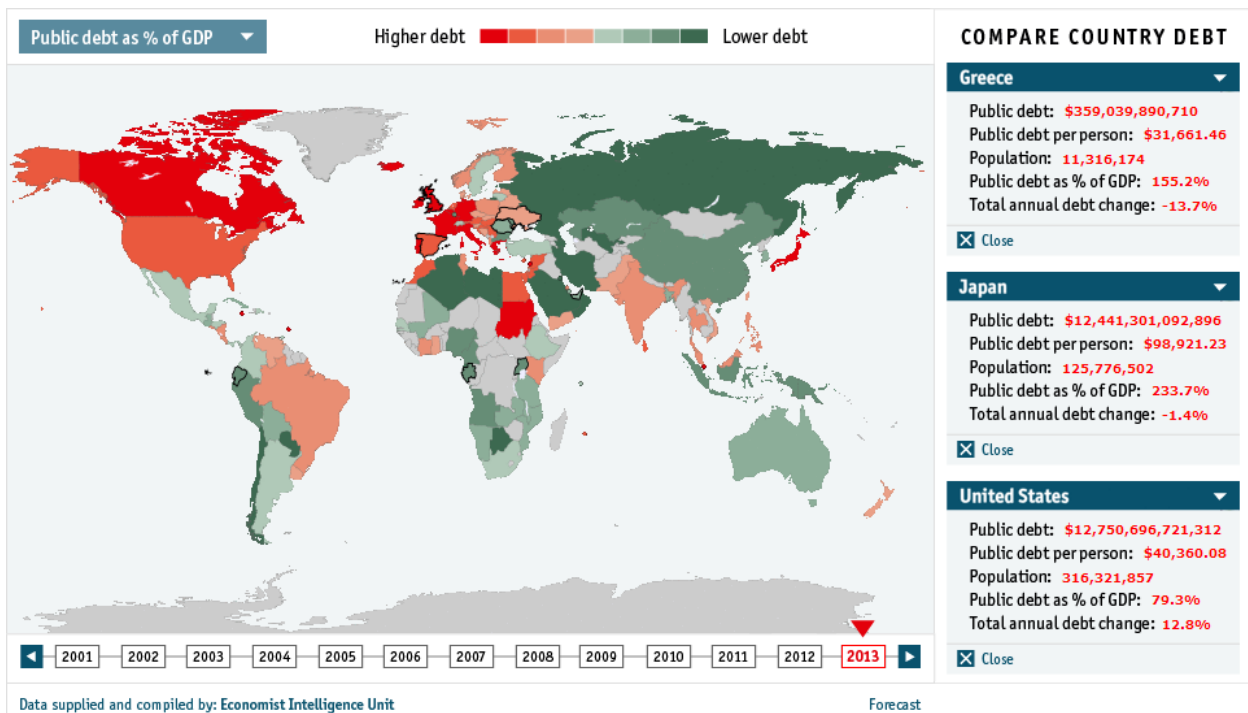 Public debt as % of GDP
Higher debt
Lower debt
COMPARE COUNTRY DEBT
Greece
Public debt: $359,039,890,710
Public debt per person: $31,661.46
Population: 11,316,174
Public debt as % of GDP: 155.2%
Total annual debt change: -13.7%
Close
Japan
Public debt: $12,441,301,092,896
Public debt per person: $98,921.23
Population: 125,776,502
Public debt as % of GDP: 233.7%
Total annual debt change: -1.4%
Close
United States
Public debt: $12,750,696,721,312
Public debt per person: $40,360.08
Population: 316,321,857
Public debt as % of GDP: 79.3%
Total annual debt change: 12.8%
Close
2001 2002 2003 2004 2005 2006 2007 2008 2009 2010 2011 2012 2013
Data supplied and compiled by: Economist Intelligence Unit
Forecast